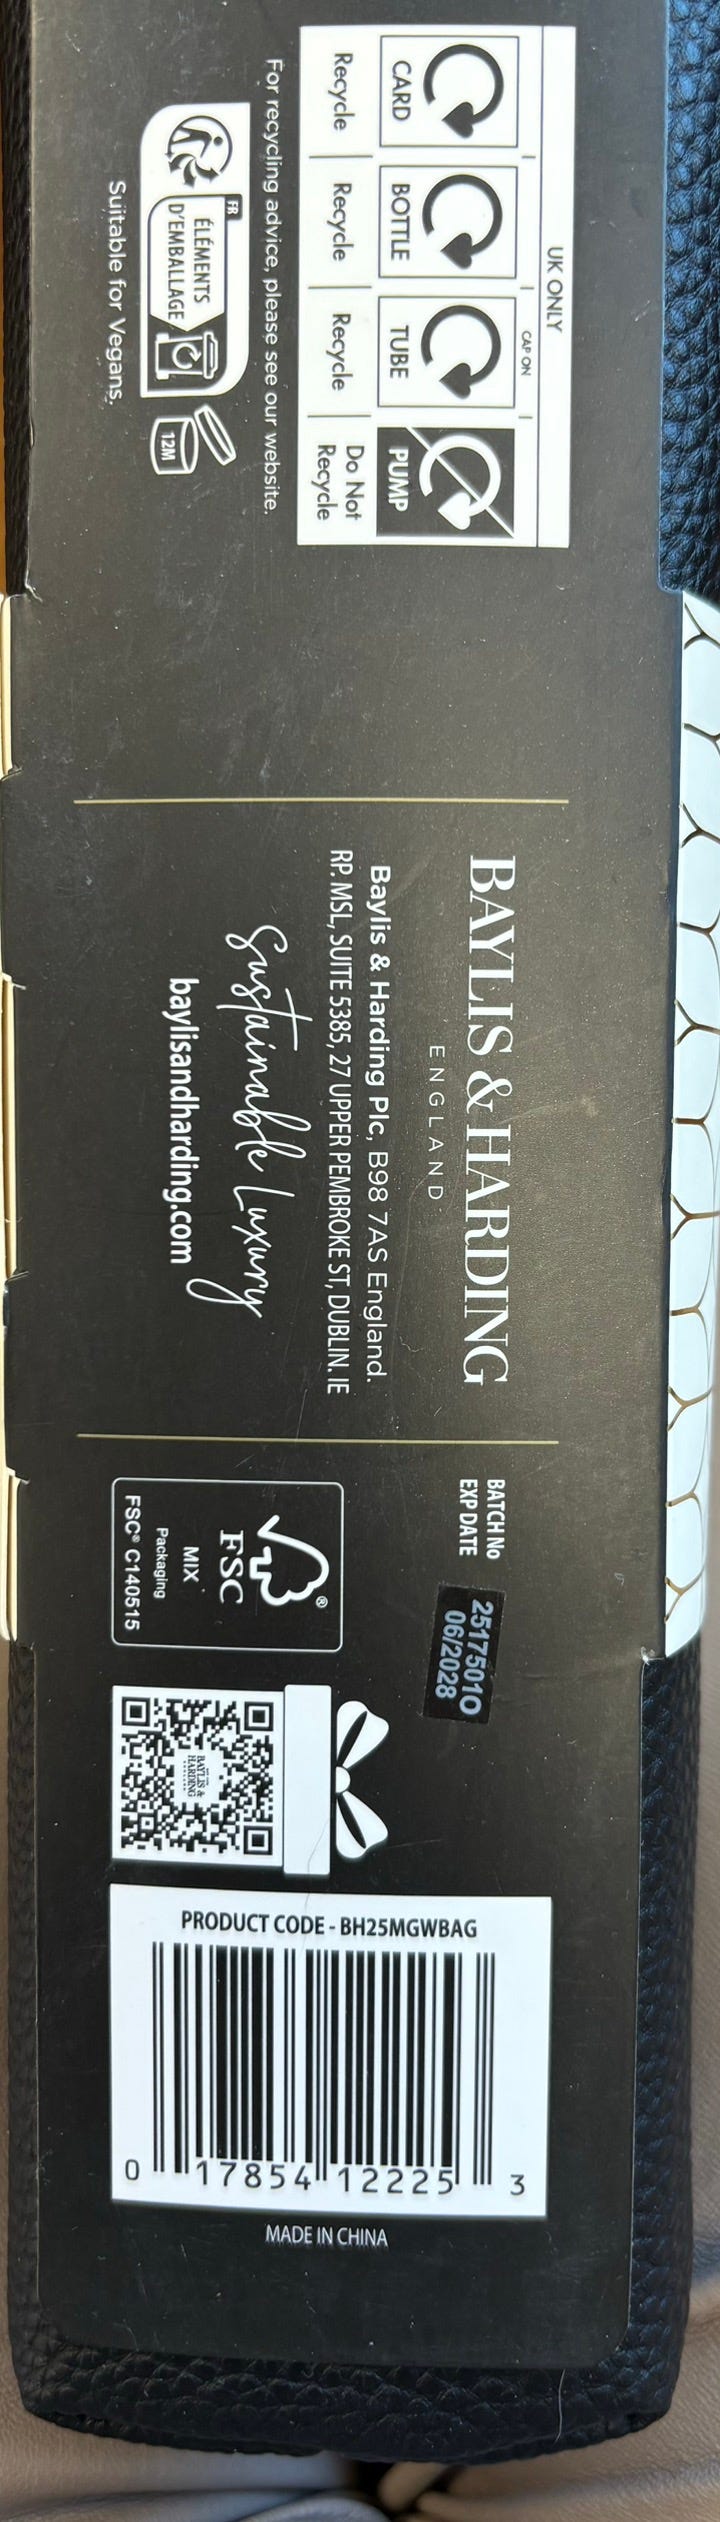 UK ONLY
CAP ON
CARD
BOTTLE
TUBE
PUMP
Recycle
Recycle
Recycle
Do Not
Recycle
For recycling advice, please see our website.
FR
ÉLÉMENTS
D'EMBALLAGE
12M
Suitable for Vegans.
BAYLIS & HARDING
ENGLAND
Baylis & Harding Plc, B98 7AS England.
RP. MSL, SUITE 5385, 27 UPPER PEMBROKE ST, DUBLIN. IE
Sustainable Luxury
baylisandharding.com
BATCH No 25175010
EXP DATE 06/2028
FSC
MIX
Packaging
FSC® C140515
BAYLIS &
HARDING
PRODUCT CODE - BH25MGWBAG
0 17854 12225 3
MADE IN CHINA